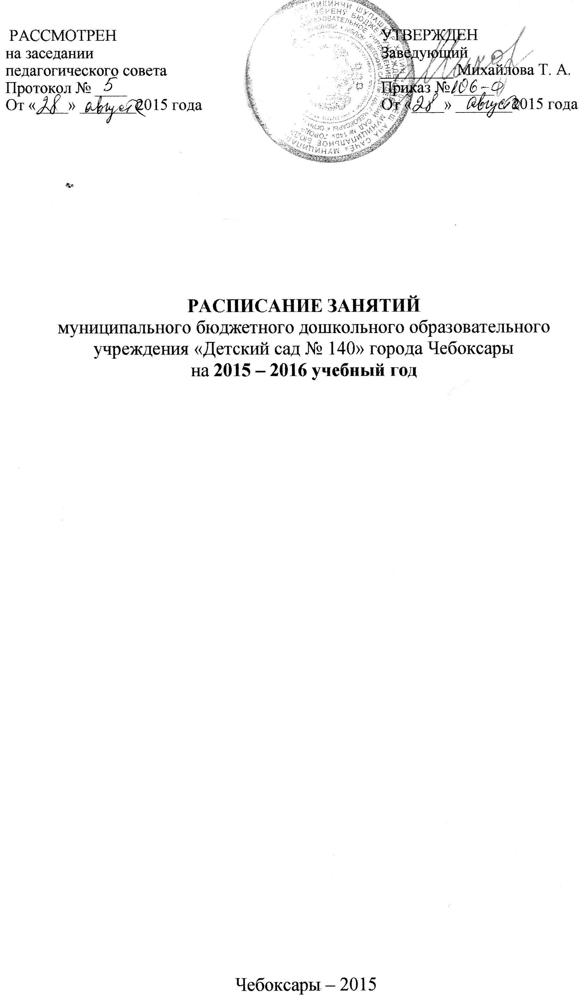 РАССМОТРЕН
на заседании
педагогического совета
Протокол № 5
От «28» августа 2015 года
УТВЕРЖДЕН
Заведующий
Михайлова Т. А.
Приказ № 106-О
От «28» августа 2015 года
РАСПИСАНИЕ ЗАНЯТИЙ
муниципального бюджетного дошкольного образовательного
учреждения «Детский сад № 140» города Чебоксары
на 2015 – 2016 учебный год
Чебоксары – 2015